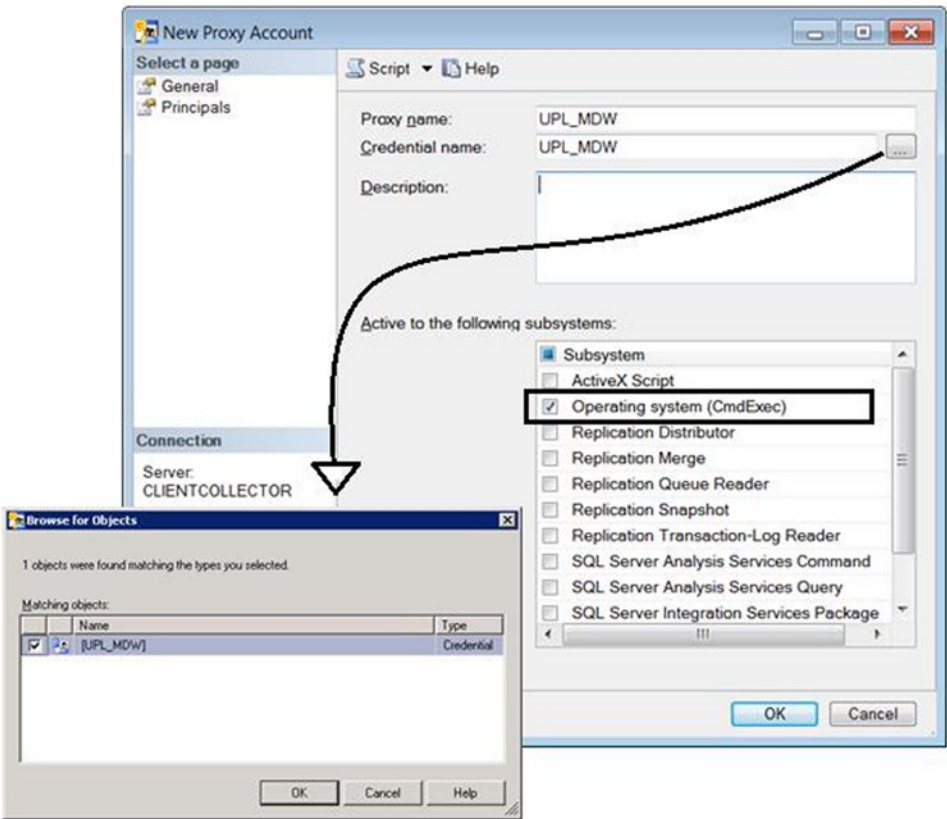 New Proxy Account
Select a page
General
Principals
Script Help
Proxy name: UPL_MDW
Credential name: UPL_MDW ...
Description:
Active to the following subsystems:
Subsystem
ActiveX Script
Operating system (CmdExec)
Replication Distributor
Replication Merge
Replication Queue Reader
Replication Snapshot
Replication Transaction-Log Reader
SQL Server Analysis Services Command
SQL Server Analysis Services Query
SQL Server Integration Services Package
Connection
Server:
CLIENTCOLLECTOR
OK Cancel
Browse for Objects
1 objects were found matching the types you selected.
Matching objects:
Name Type
[UPL_MDW] Credential
OK Cancel Help